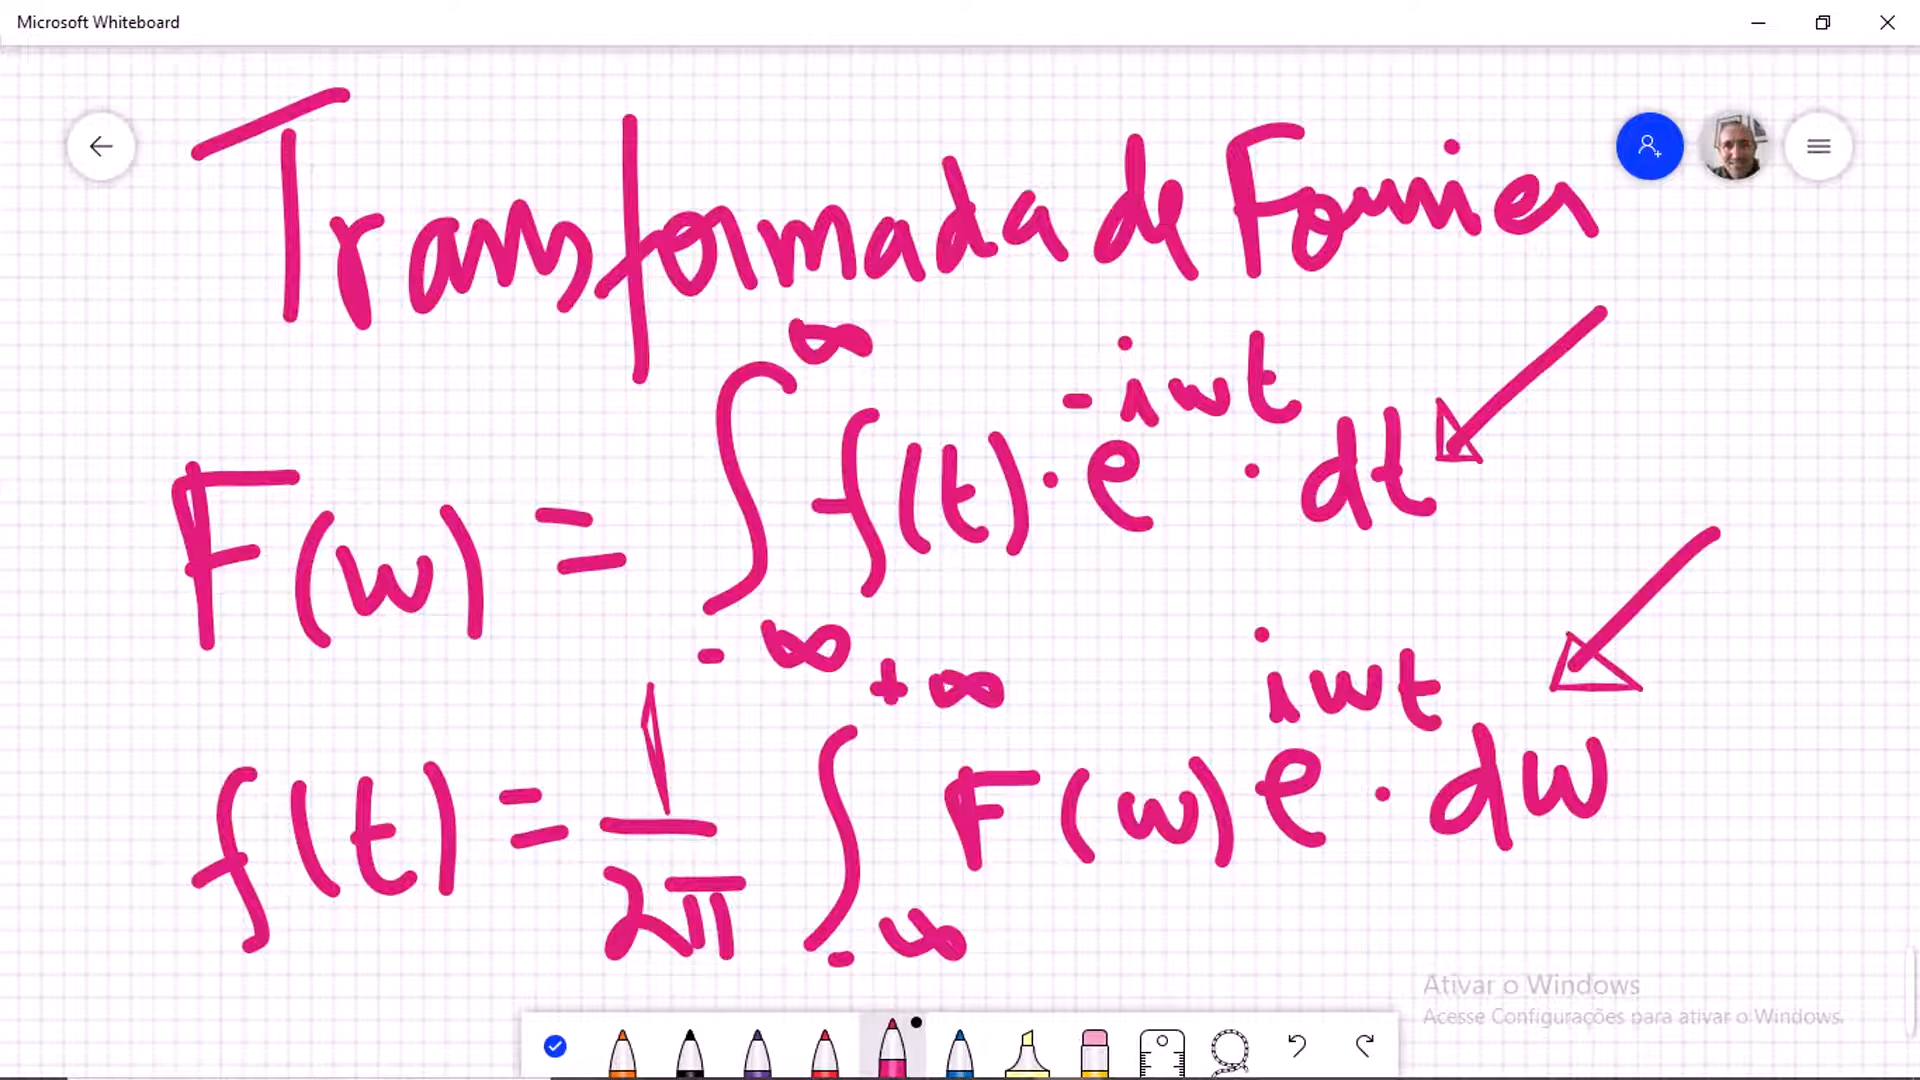 Microsoft Whiteboard
Transformada de Fourier
F(w) = ∫_{-∞}^{∞} f(t) · e^{-iwt} · dt
f(t) = 1/2π ∫_{-∞}^{+∞} F(w) e^{iwt} · dw
Ativar o Windows
Acesse Configurações para ativar o Windows.